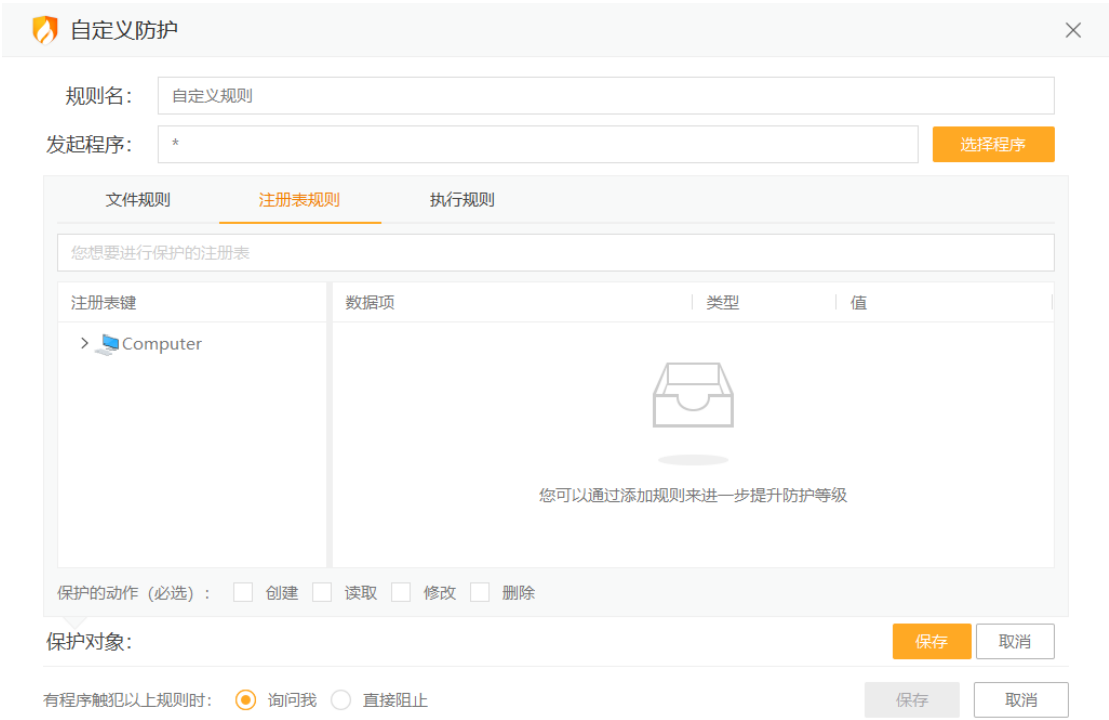 自定义防护
规则名: 自定义规则
发起程序: * 选择程序
文件规则 注册表规则 执行规则
您想要进行保护的注册表
注册表键 数据项 类型 值
Computer
您可以通过添加规则来进一步提升防护等级
保护的动作 (必选) : 创建 读取 修改 删除
保护对象: 保存 取消
有程序触犯以上规则时: 询问我 直接阻止 保存 取消